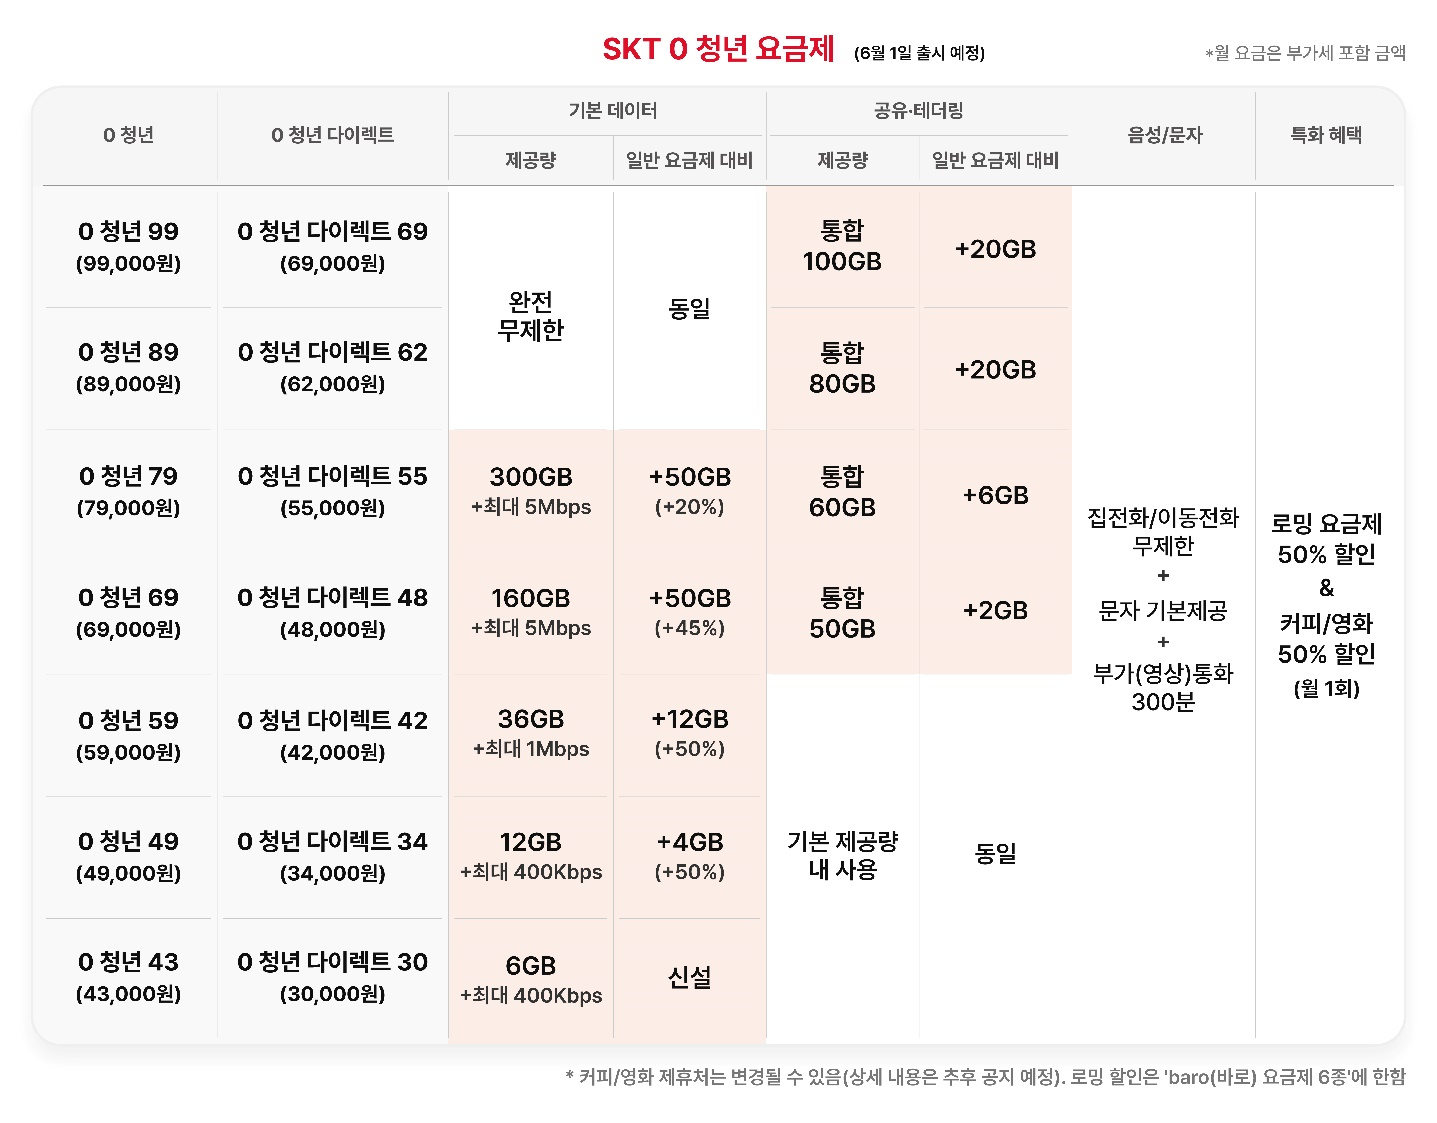 SKT 0 청년 요금제 (6월 1일 출시 예정)
*월 요금은 부가세 포함 금액
0 청년
0 청년 다이렉트
기본 데이터
제공량
일반 요금제 대비
공유·테더링
제공량
일반 요금제 대비
음성/문자
특화 혜택
0 청년 99
(99,000원)
0 청년 다이렉트 69
(69,000원)
완전
무제한
동일
통합
100GB
+20GB
0 청년 89
(89,000원)
0 청년 다이렉트 62
(62,000원)
통합
80GB
+20GB
0 청년 79
(79,000원)
0 청년 다이렉트 55
(55,000원)
300GB
+최대 5Mbps
+50GB
(+20%)
통합
60GB
+6GB
0 청년 69
(69,000원)
0 청년 다이렉트 48
(48,000원)
160GB
+최대 5Mbps
+50GB
(+45%)
통합
50GB
+2GB
0 청년 59
(59,000원)
0 청년 다이렉트 42
(42,000원)
36GB
+최대 1Mbps
+12GB
(+50%)
0 청년 49
(49,000원)
0 청년 다이렉트 34
(34,000원)
12GB
+최대 400Kbps
+4GB
(+50%)
기본 제공량
내 사용
동일
0 청년 43
(43,000원)
0 청년 다이렉트 30
(30,000원)
6GB
+최대 400Kbps
신설
집전화/이동전화
무제한
+
문자 기본제공
+
부가(영상)통화
300분
로밍 요금제
50% 할인
&
커피/영화
50% 할인
(월 1회)
* 커피/영화 제휴처는 변경될 수 있음(상세 내용은 추후 공지 예정). 로밍 할인은 'baro(바로) 요금제 6종'에 한함